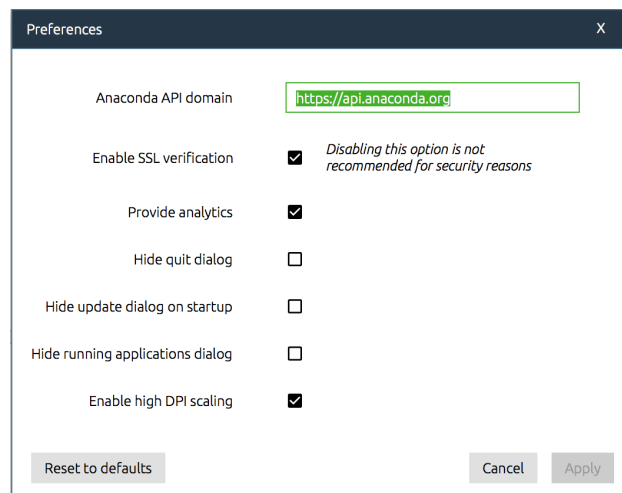 Preferences X
Anaconda API domain https://api.anaconda.org
Enable SSL verification Disabling this option is not
recommended for security reasons
Provide analytics
Hide quit dialog
Hide update dialog on startup
Hide running applications dialog
Enable high DPI scaling
Reset to defaults Cancel Apply